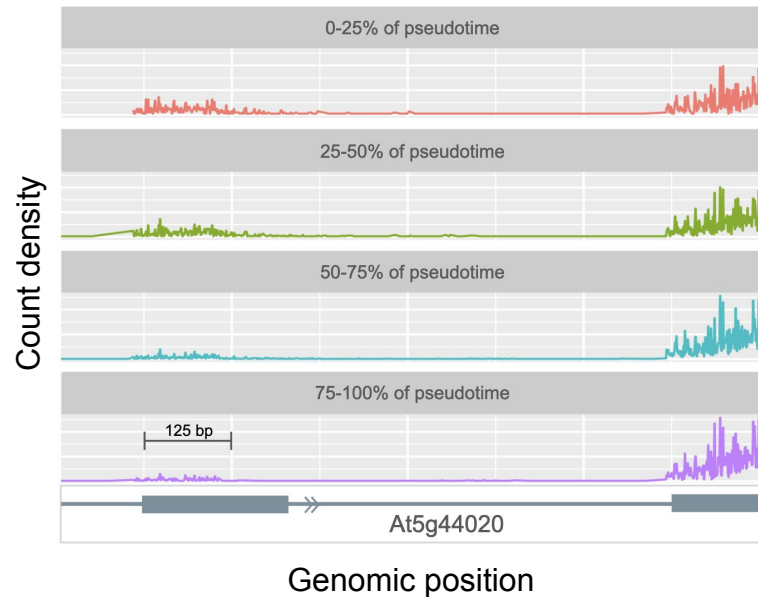 0-25% of pseudotime
25-50% of pseudotime
50-75% of pseudotime
75-100% of pseudotime
125 bp
At5g44020
Count density
Genomic position